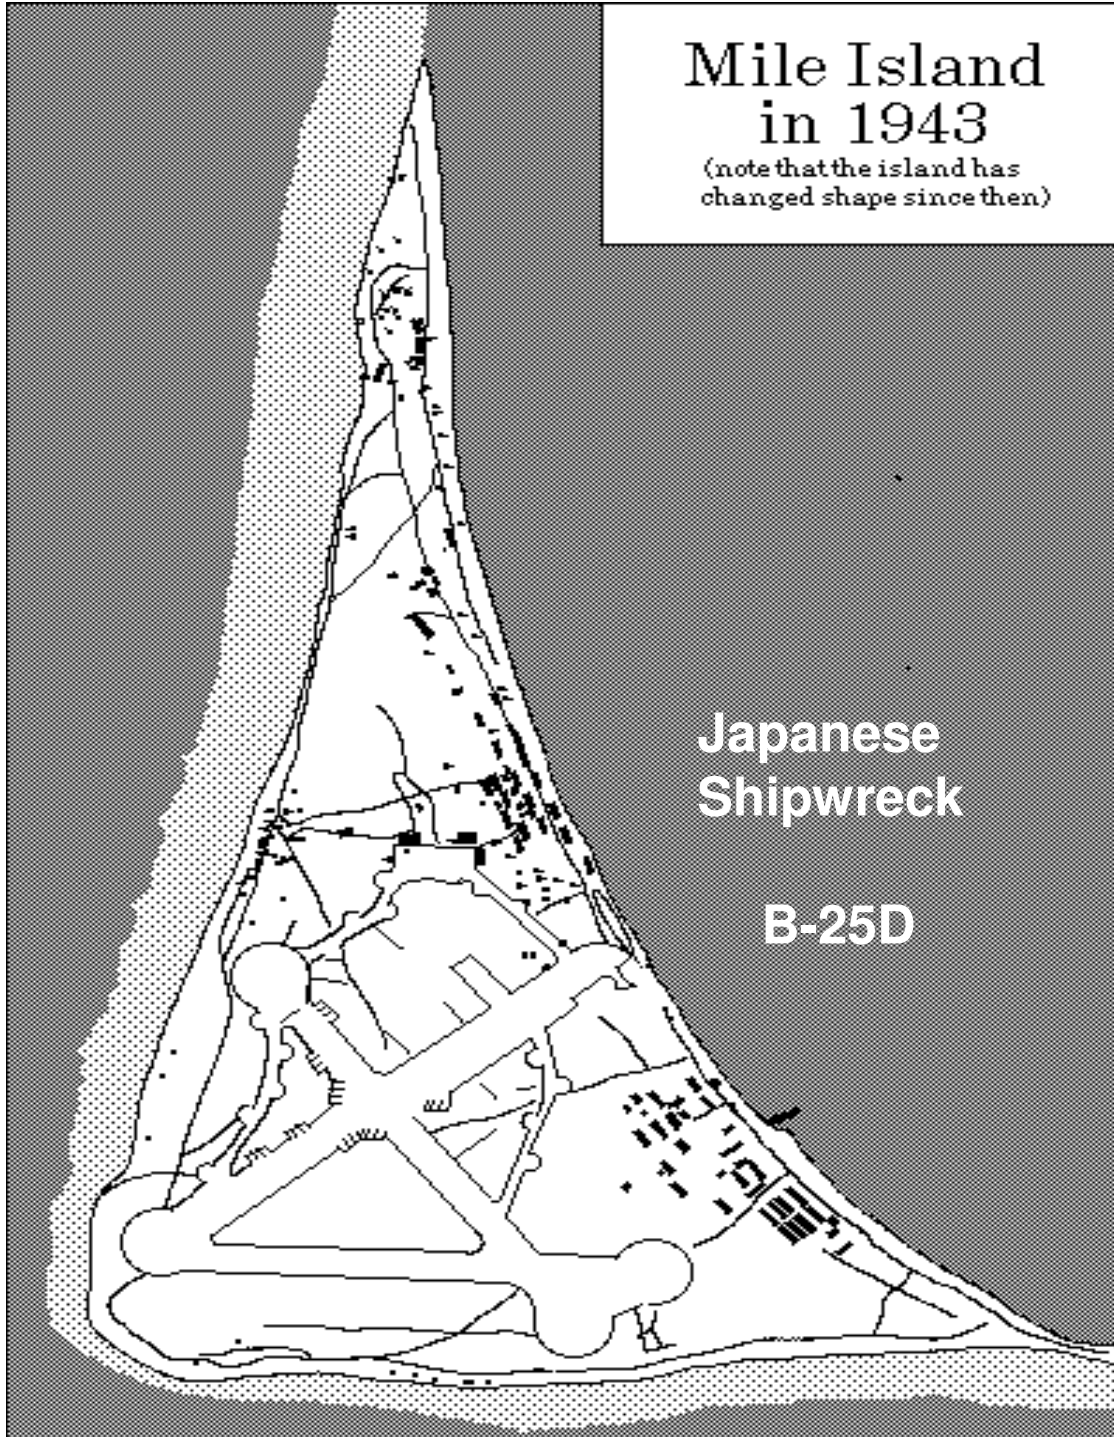 Mile Island
in 1943
(note that the island has
changed shape since then)
Japanese
Shipwreck
B-25D